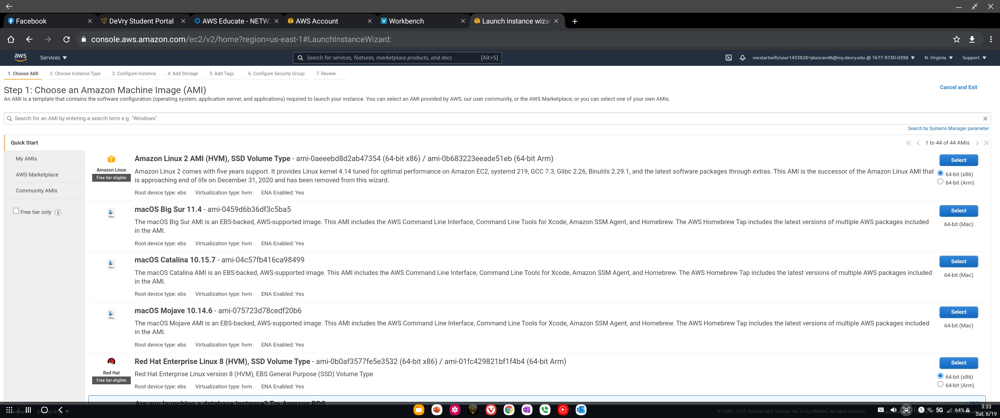 Facebook
DeVry Student Portal
AWS Educate - NETW
AWS Account
Workbench
Launch instance wizar
console.aws.amazon.com/ec2/v2/home?region=us-east-1#LaunchInstanceWizard:
aws
Services
Search for services, features, marketplace products, and docs [Alt+S]
vocstartsoft/user1433928=jduncan46@my.devry.edu @ 1677-9730-0398
N. Virginia
Support
1. Choose AMI 2. Choose Instance Type 3. Configure Instance 4. Add Storage 5. Add Tags 6. Configure Security Group 7. Review
Step 1: Choose an Amazon Machine Image (AMI)
Cancel and Exit
An AMI is a template that contains the software configuration (operating system, application server, and applications) required to launch your instance. You can select an AMI provided by AWS, our user community, or the AWS Marketplace; or you can select one of your own AMIs.
Search for an AMI by entering a search term e.g. "Windows"
Search by Systems Manager parameter
Quick Start
My AMIs
AWS Marketplace
Community AMIs
Free tier only
1 to 44 of 44 AMIs
Amazon Linux
Free tier eligible
Amazon Linux 2 AMI (HVM), SSD Volume Type - ami-0aeeebd8d2ab47354 (64-bit x86) / ami-0b683223eeade51eb (64-bit Arm)
Amazon Linux 2 comes with five years support. It provides Linux kernel 4.14 tuned for optimal performance on Amazon EC2, systemd 219, GCC 7.3, Glibc 2.26, Binutils 2.29.1, and the latest software packages through extras. This AMI is the successor of the Amazon Linux AMI that
is approaching end of life on December 31, 2020 and has been removed from this wizard.
Root device type: ebs Virtualization type: hvm ENA Enabled: Yes
Select
64-bit (x86)
64-bit (Arm)
Mac
macOS Big Sur 11.4 - ami-0459d6b36df3c5ba5
The macOS Big Sur AMI is an EBS-backed, AWS-supported image. This AMI includes the AWS Command Line Interface, Command Line Tools for Xcode, Amazon SSM Agent, and Homebrew. The AWS Homebrew Tap includes the latest versions of multiple AWS packages included
in the AMI.
Root device type: ebs Virtualization type: hvm ENA Enabled: Yes
Select
64-bit (Mac)
Mac
macOS Catalina 10.15.7 - ami-04c57fb416ca98499
The macOS Catalina AMI is an EBS-backed, AWS-supported image. This AMI includes the AWS Command Line Interface, Command Line Tools for Xcode, Amazon SSM Agent, and Homebrew. The AWS Homebrew Tap includes the latest versions of multiple AWS packages included
in the AMI.
Root device type: ebs Virtualization type: hvm ENA Enabled: Yes
Select
64-bit (Mac)
Mac
macOS Mojave 10.14.6 - ami-075723d78cedf20b6
The macOS Mojave AMI is an EBS-backed, AWS-supported image. This AMI includes the AWS Command Line Interface, Command Line Tools for Xcode, Amazon SSM Agent, and Homebrew. The AWS Homebrew Tap includes the latest versions of multiple AWS packages included
in the AMI.
Root device type: ebs Virtualization type: hvm ENA Enabled: Yes
Select
64-bit (Mac)
Red Hat
Free tier eligible
Red Hat Enterprise Linux 8 (HVM), SSD Volume Type - ami-0b0af3577fe5e3532 (64-bit x86) / ami-01fc429821bf1f4b4 (64-bit Arm)
Red Hat Enterprise Linux version 8 (HVM), EBS General Purpose (SSD) Volume Type
Root device type: ebs Virtualization type: hvm ENA Enabled: Yes
Select
64-bit (x86)
64-bit (Arm)
Are you launching a database instance? Try Amazon RDS.
Hide
English (US)
© 2008 - 2021, Amazon Web Services, Inc. or its affiliates. All rights reserved.
5 5G 64%
3:33
Sat, 6/19